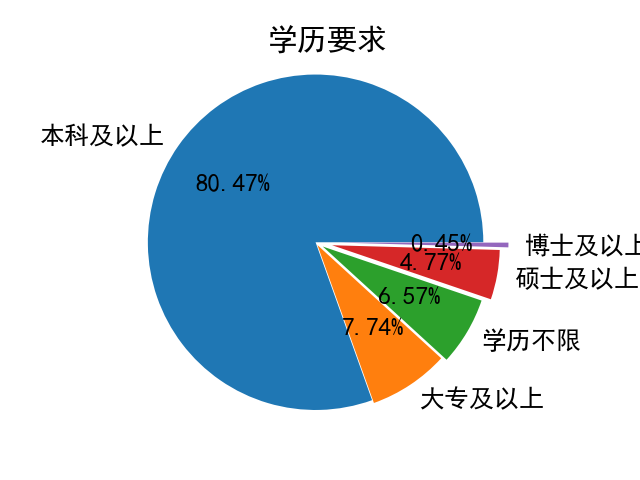 学历要求
本科及以上
80.47%
0.45%
博士及以上
4.77%
硕士及以上
6.57%
7.74%
学历不限
大专及以上